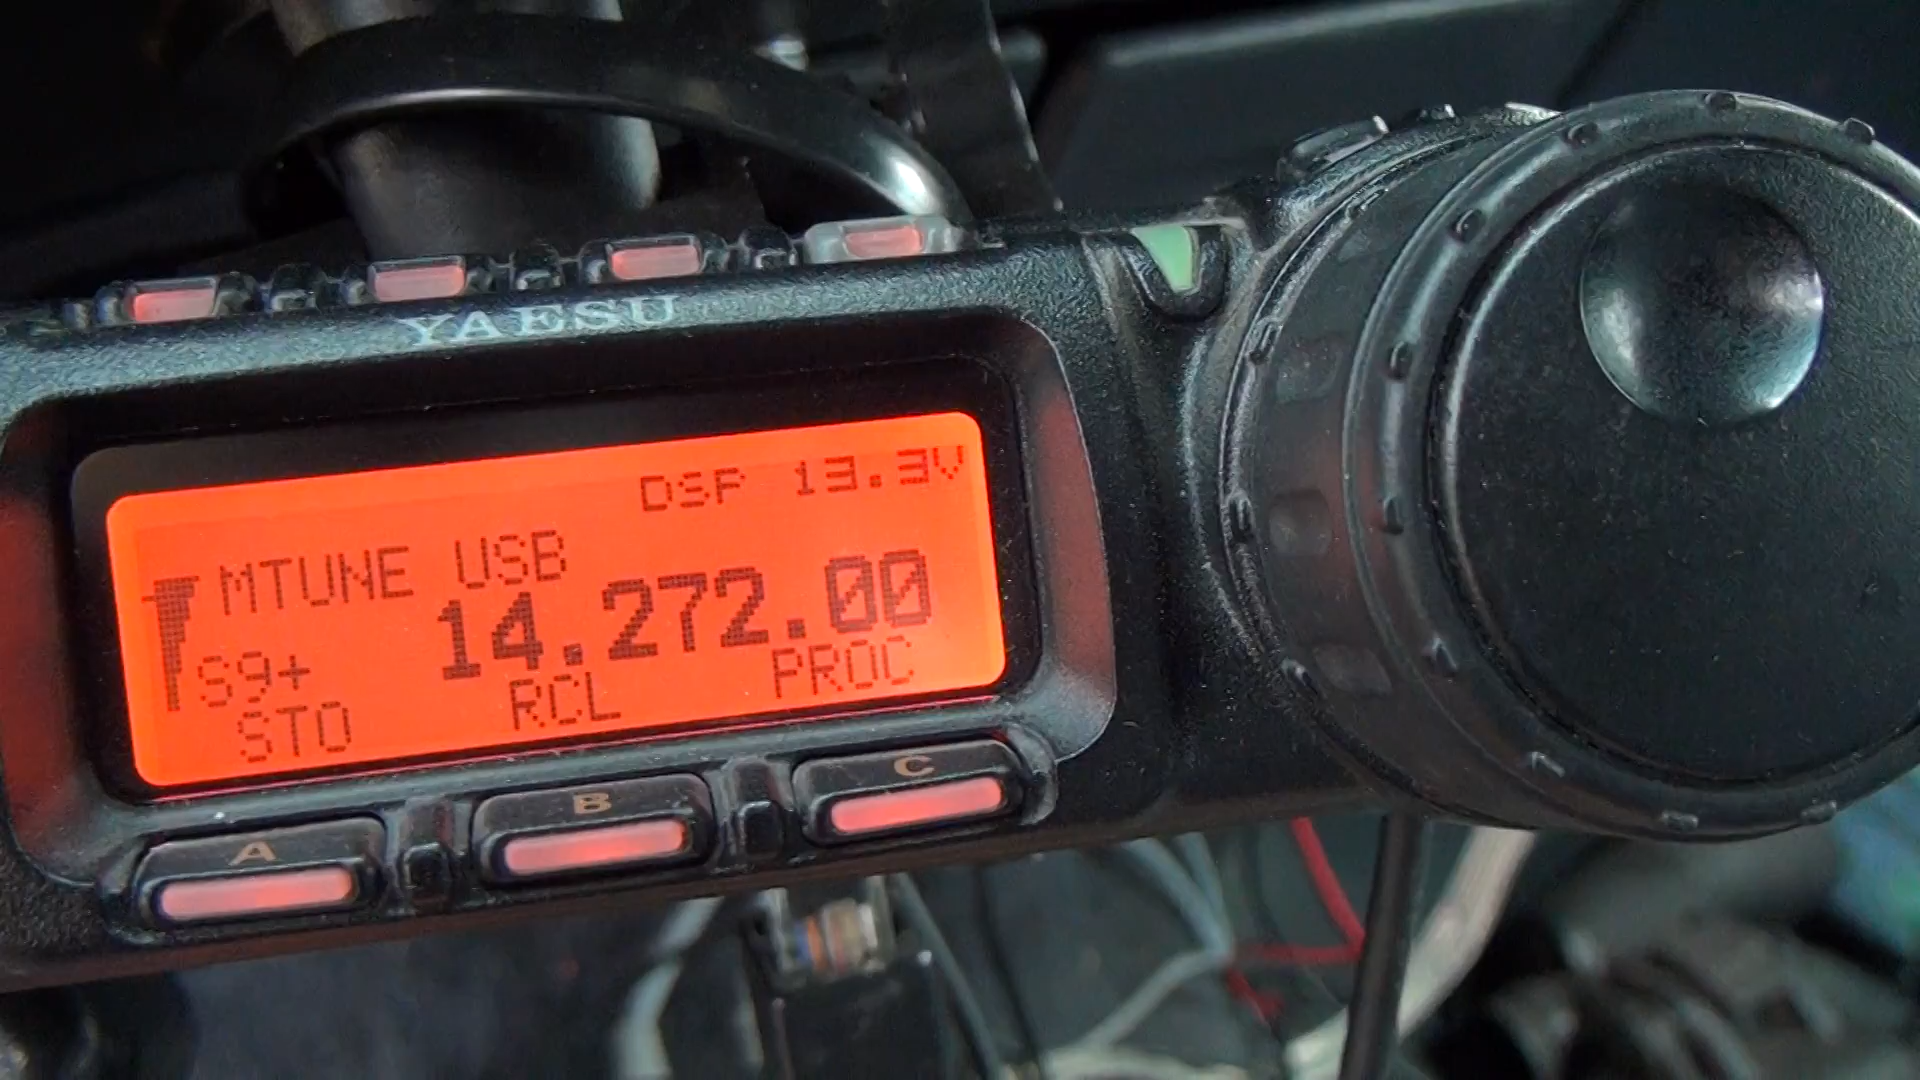 YAESU
DSP 13.3V
MTUNE USB
14.272.00
S9+
STO RCL PROC
A B C